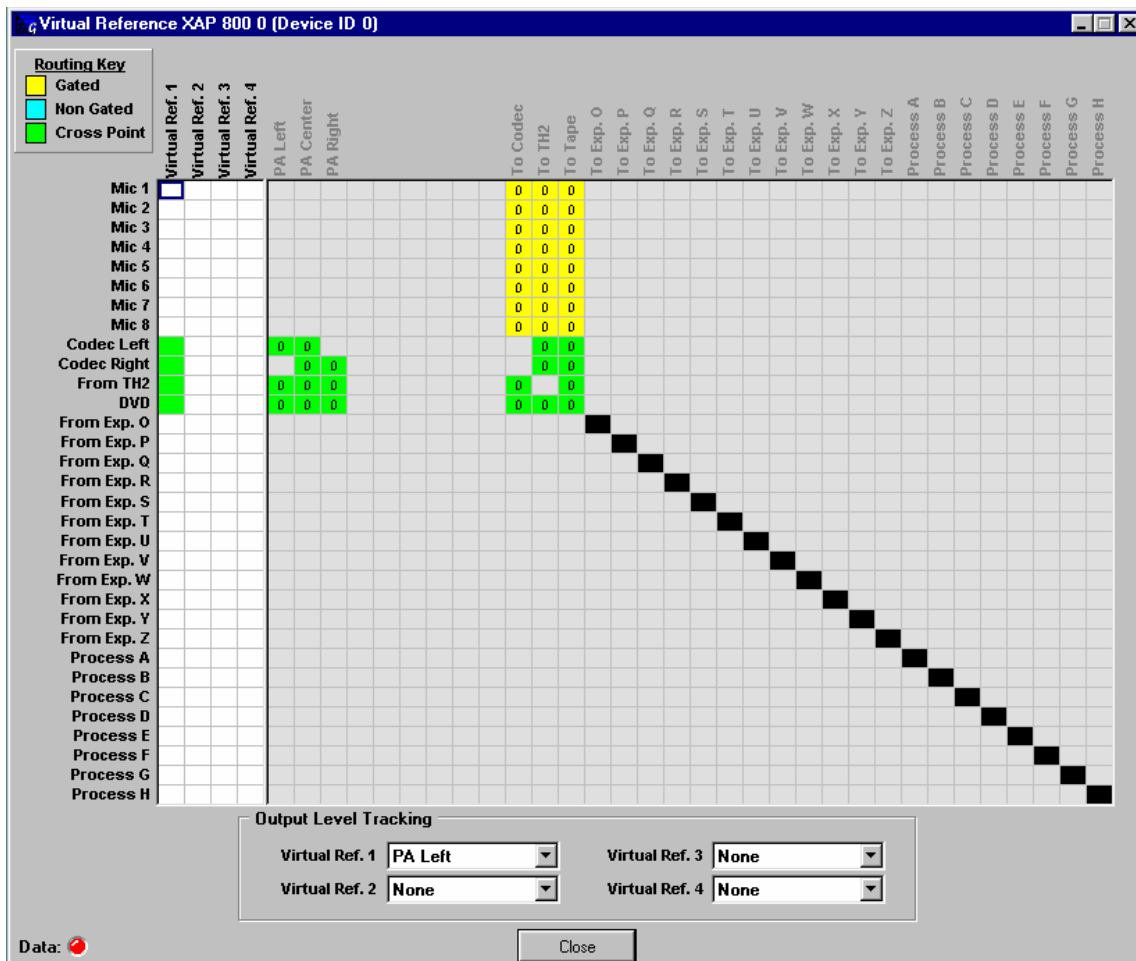 Virtual Reference XAP 800 0 (Device ID 0)
Routing Key
Gated
Non Gated
Cross Point
Virtual Ref. 1
Virtual Ref. 2
Virtual Ref. 3
Virtual Ref. 4
PA Left
PA Center
PA Right
To Codec
To TH2
To Tape
To Exp. O
To Exp. P
To Exp. Q
To Exp. R
To Exp. S
To Exp. T
To Exp. U
To Exp. V
To Exp. W
To Exp. X
To Exp. Y
To Exp. Z
Process A
Process B
Process C
Process D
Process E
Process F
Process G
Process H
Mic 1 0 0 0
Mic 2 0 0 0
Mic 3 0 0 0
Mic 4 0 0 0
Mic 5 0 0 0
Mic 6 0 0 0
Mic 7 0 0 0
Mic 8 0 0 0
Codec Left 0 0 0 0
Codec Right 0 0 0 0
From TH2 0 0 0 0 0
DVD 0 0 0 0 0 0
From Exp. O
From Exp. P
From Exp. Q
From Exp. R
From Exp. S
From Exp. T
From Exp. U
From Exp. V
From Exp. W
From Exp. X
From Exp. Y
From Exp. Z
Process A
Process B
Process C
Process D
Process E
Process F
Process G
Process H
Output Level Tracking
Virtual Ref. 1 PA Left Virtual Ref. 3 None
Virtual Ref. 2 None Virtual Ref. 4 None
Data:
Close